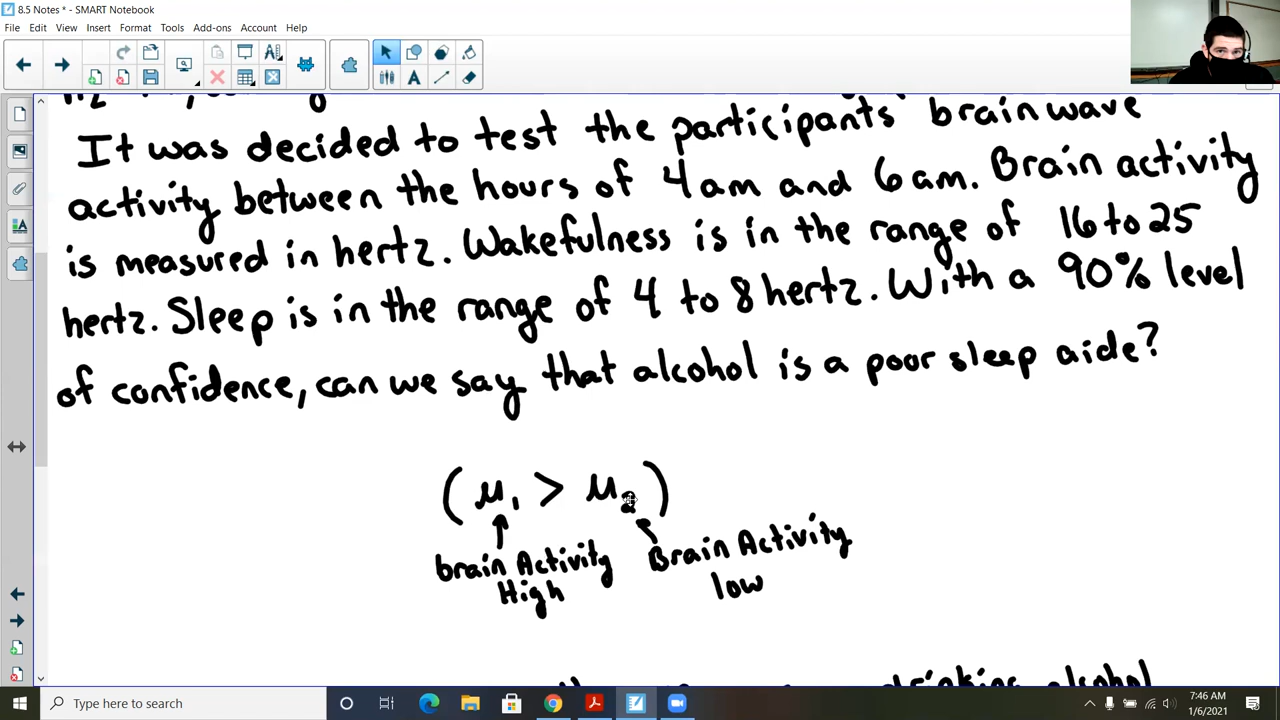 8.5 Notes * - SMART Notebook
File Edit View Insert Format Tools Add-ons Account Help
It was decided to test the participants' brain wave
activity between the hours of 4am and 6am. Brain activity
is measured in hertz. Wakefulness is in the range of 16 to 25
hertz. Sleep is in the range of 4 to 8 hertz. With a 90% level
of confidence, can we say that alcohol is a poor sleep aide?
(μ₁ > μ₂)
brain Activity High
Brain Activity low
drinking alcohol
Type here to search
7:46 AM
1/6/2021